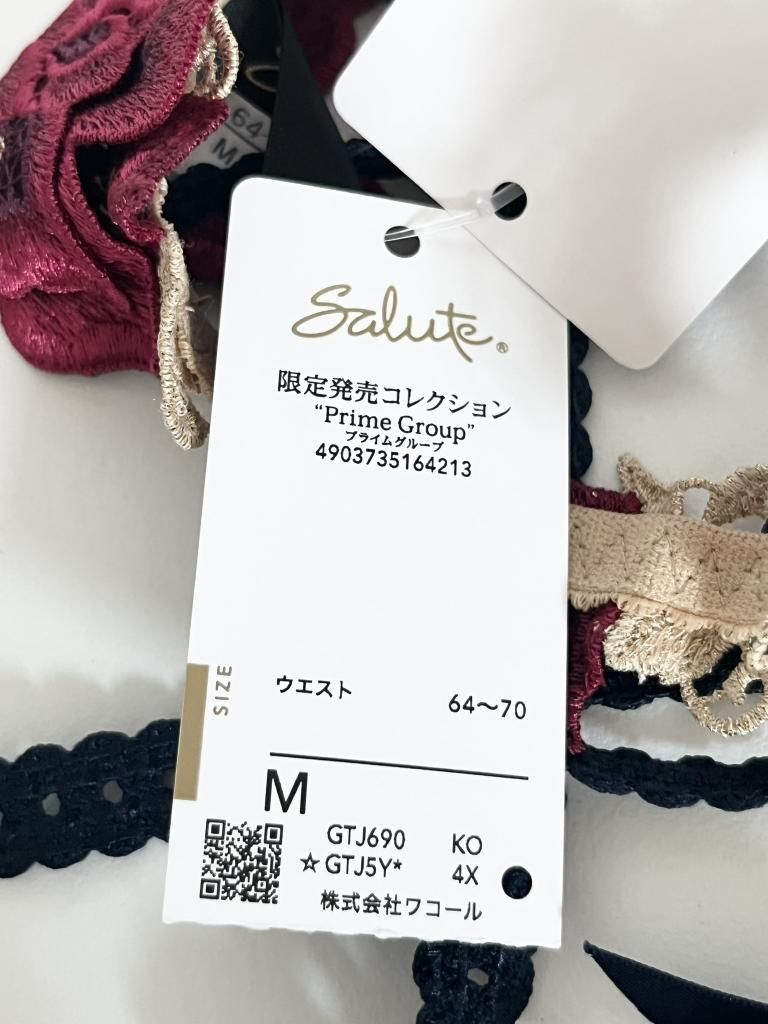 64
M
Salute®
限定発売コレクション
“Prime Group”
プライムグループ
4903735164213
SIZE
ウエスト 64〜70
M
GTJ690 KO
☆GTJ5Y* 4X
株式会社ワコール